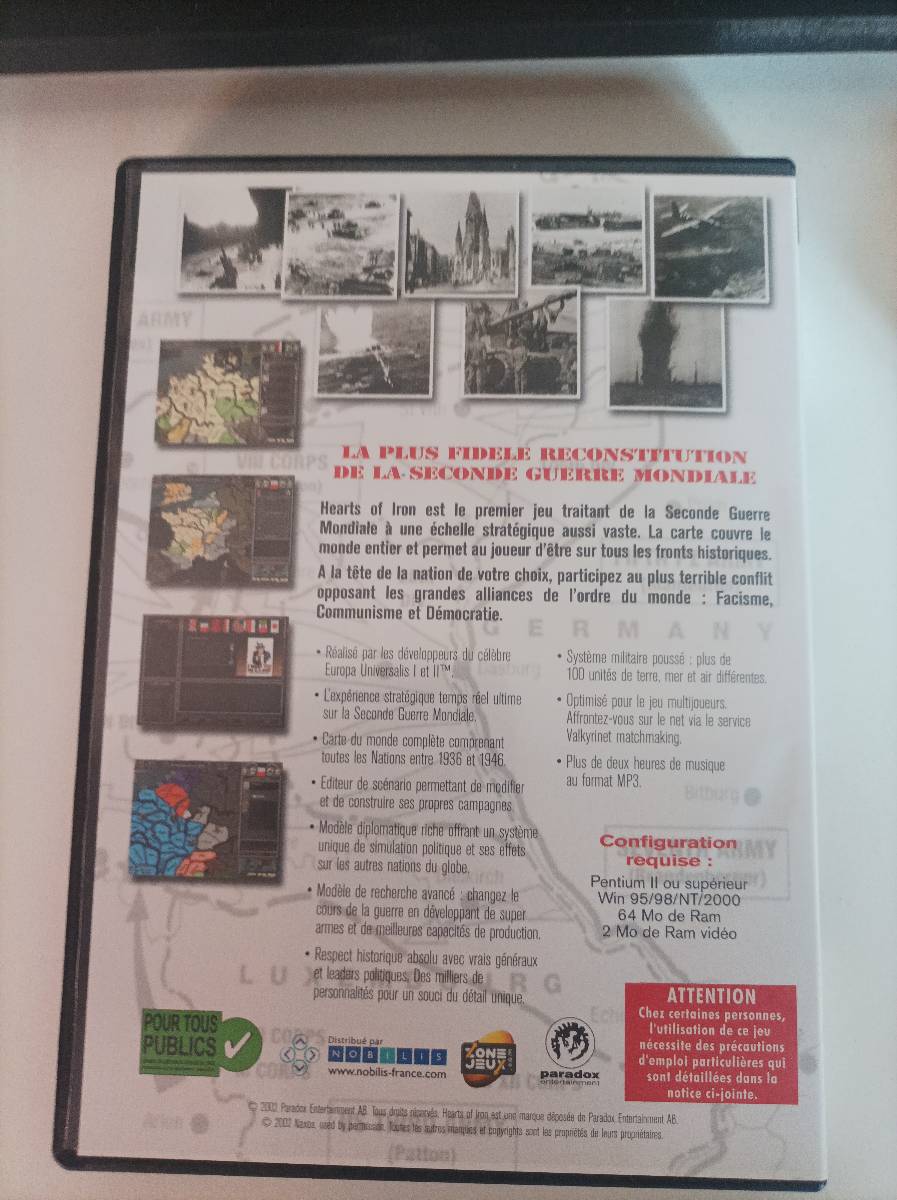 ARMY
VIII CORPS
LA PLUS FIDELE RECONSTITUTION
DE LA SECONDE GUERRE MONDIALE
Hearts of Iron est le premier jeu traitant de la Seconde Guerre
Mondiale à une échelle stratégique aussi vaste. La carte couvre le
monde entier et permet au joueur d'être sur tous les fronts historiques.
A la tête de la nation de votre choix, participez au plus terrible conflit
opposant les grandes alliances de l'ordre du monde : Facisme,
Communisme et Démocratie.
GERMANY
• Réalisé par les développeurs du célèbre
Europa Universalis I et II™.
• L'expérience stratégique temps réel ultime
sur la Seconde Guerre Mondiale.
• Carte du monde complète comprenant
toutes les Nations entre 1936 et 1946.
• Editeur de scénario permettant de modifier
et de construire ses propres campagnes.
• Modèle diplomatique riche offrant un système
unique de simulation politique et ses effets
sur les autres nations du globe.
• Modèle de recherche avancé : changez le
cours de la guerre en développant de super
armes et de meilleures capacités de production.
• Respect historique absolu avec vrais généraux
et leaders politiques. Des milliers de
personnalités pour un souci du détail unique.
• Système militaire poussé : plus de
100 unités de terre, mer et air différentes.
• Optimisé pour le jeu multijoueurs.
Affrontez-vous sur le net via le service
Valkyrinet matchmaking.
• Plus de deux heures de musique
au format MP3.
Bitburg
SEVENTH ARMY
(Brandenberger)
Configuration
requise :
Pentium II ou supérieur
Win 95/98/NT/2000
64 Mo de Ram
2 Mo de Ram vidéo
LUXEMBOURG
ATTENTION
Chez certaines personnes,
l'utilisation de ce jeu
nécessite des précautions
d'emploi particulières qui
sont détaillées dans la
notice ci-jointe.
POUR TOUS
PUBLICS
Distribué par
NOBILIS
www.nobilis-france.com
ZONE
JEUX
.com
paradox
entertainment
© 2002 Paradox Entertainment AB. Tous droits réservés. Hearts of Iron est une marque déposée de Paradox Entertainment AB.
© 2002 Naxos, used by permission. Toutes les autres marques et copyrights sont les propriétés de leurs propriétaires.
(Patton)